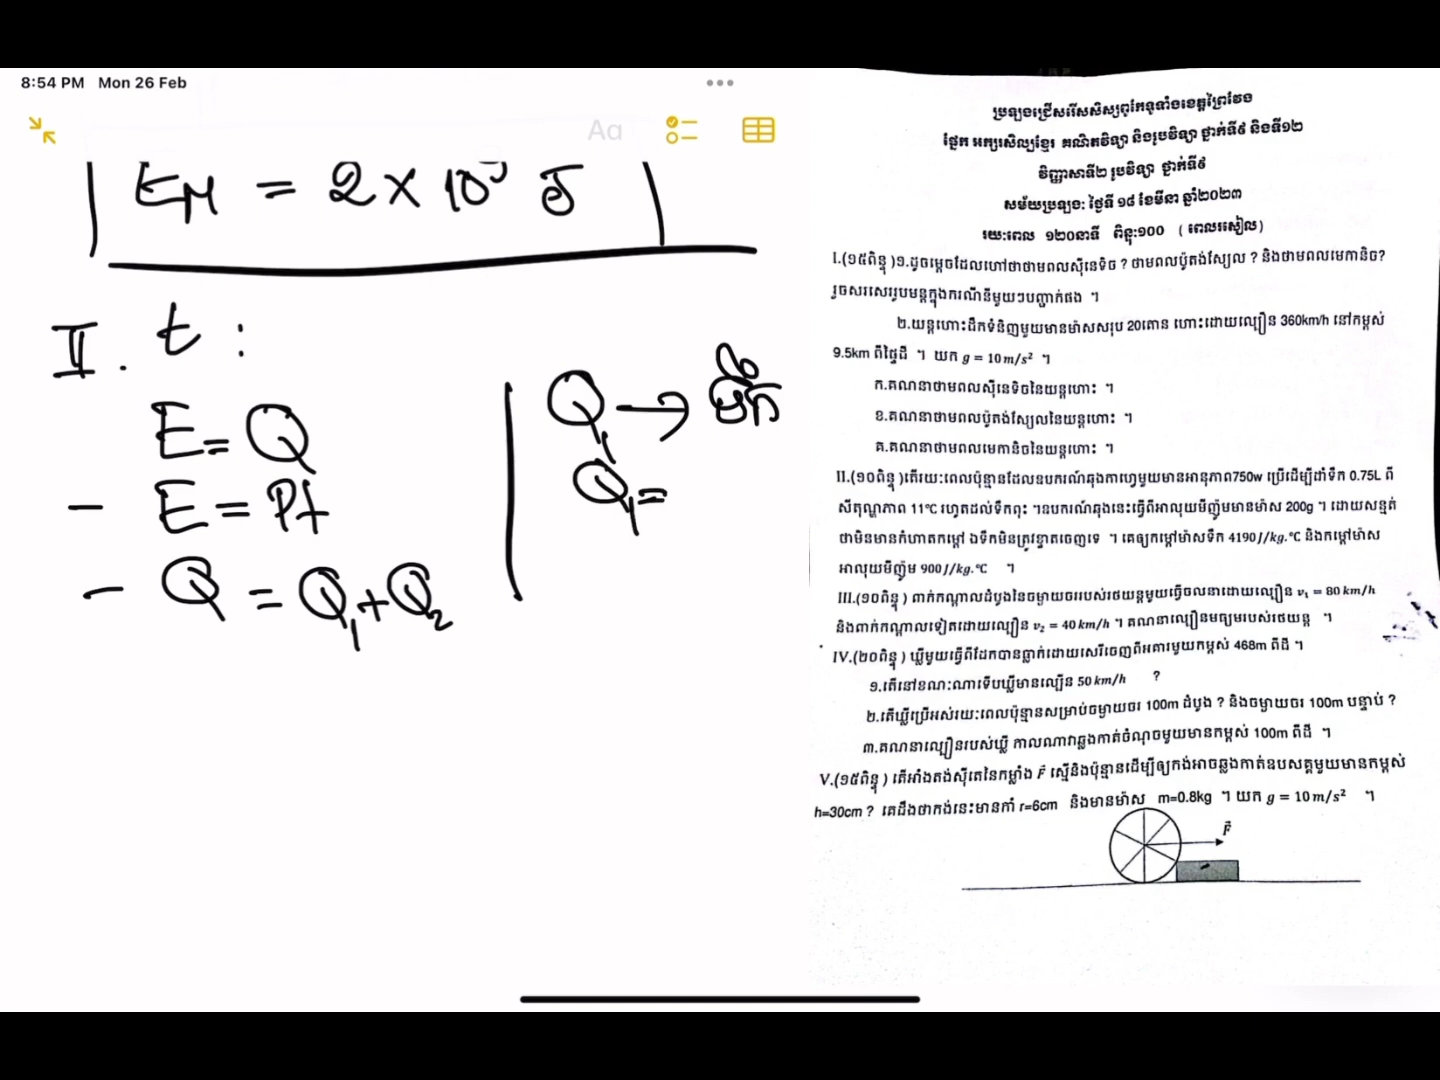 8:54 PM Mon 26 Feb
Aa
E_M = 2 × 10⁵ J
II. t :
E = Q
- E = Pt
- Q = Q₁ + Q₂
Q₁ → ទឹក
Q₁ =
ប្រឡងជ្រើសរើសសិស្សពូកែទូទាំងខេត្តព្រៃវែង
ផ្នែក អក្សរសិល្ប៍ខ្មែរ គណិតវិទ្យា និងរូបវិទ្យា ថ្នាក់ទី៩ និងទី១២
វិញ្ញាសាទី២ រូបវិទ្យា ថ្នាក់ទី៩
សម័យប្រឡង: ថ្ងៃទី ១៨ ខែមីនា ឆ្នាំ២០២៣
រយ:ពេល ១២០នាទី ពិន្ទុ:១០០ ( ពេលរសៀល)
I.(១៥ពិន្ទុ )១.ដូចម្តេចដែលហៅថាថាមពលស៊ីនេទិច ? ថាមពលប៉ូតង់ស្យែល ? និងថាមពលមេកានិច?
រួចសរសេររូបមន្តក្នុងករណីនីមួយៗបញ្ជាក់ផង ។
២.យន្តហោះដឹកទំនិញមួយមានម៉ាសសរុប 20តោន ហោះដោយល្បឿន 360km/h នៅកម្ពស់
9.5km ពីផ្ទៃដី ។ យក g = 10 m/s² ។
ក.គណនាថាមពលស៊ីនេទិចនៃយន្តហោះ ។
ខ.គណនាថាមពលប៉ូតង់ស្យែលនៃយន្តហោះ ។
គ.គណនាថាមពលមេកានិចនៃយន្តហោះ ។
II.(១០ពិន្ទុ )តើរយ:ពេលប៉ុន្មានដែលឧបករណ៍ឆុងកាហ្វេមួយមានអានុភាព750w ប្រើដើម្បីដាំទឹក 0.75L ពី
សីតុណ្ហភាព 11°C រហូតដល់ទឹកពុះ ។ឧបករណ៍ឆុងនេះធ្វើពីអាលុយមីញ៉ូមមានម៉ាស 200g ។ ដោយសន្មត់
ថាមិនមានកំហាតកម្តៅ ឯទឹកមិនត្រូវខ្ចាតចេញទេ ។ គេឲ្យកម្តៅម៉ាសទឹក 4190J/kg.°C និងកម្តៅម៉ាស
អាលុយមីញ៉ូម 900J/kg.°C ។
III.(១០ពិន្ទុ ) ពាក់កណ្តាលដំបូងនៃចម្ងាយចររបស់រថយន្តមួយធ្វើចលនាដោយល្បឿន v₁ = 80 km/h
និងពាក់កណ្តាលទៀតដោយល្បឿន v₂ = 40 km/h ។ គណនាល្បឿនមធ្យមរបស់រថយន្ត ។
IV.(២០ពិន្ទុ ) ឃ្លីមួយធ្វើពីដែកបានធ្លាក់ដោយសេរីចេញពីអគារមួយកម្ពស់ 468m ពីដី ។
១.តើនៅខណ:ណាទើបឃ្លីមានល្បឿន 50 km/h ?
២.តើឃ្លីប្រើអស់រយ:ពេលប៉ុន្មានសម្រាប់ចម្ងាយចរ 100m ដំបូង ? និងចម្ងាយចរ 100m បន្ទាប់ ?
៣.គណនាល្បឿនរបស់ឃ្លី កាលណាវាឆ្លងកាត់ចំណុចមួយមានកម្ពស់ 100m ពីដី ។
V.(១៥ពិន្ទុ ) តើអាំងតង់ស៊ីតេនៃកម្លាំង F⃗ ស្មើនឹងប៉ុន្មានដើម្បីឲ្យកង់អាចឆ្លងកាត់ឧបសគ្គមួយមានកម្ពស់
h=30cm ? គេដឹងថាកង់នេះមានកាំ r=6cm និងមានម៉ាស m=0.8kg ។ យក g = 10 m/s² ។
F⃗